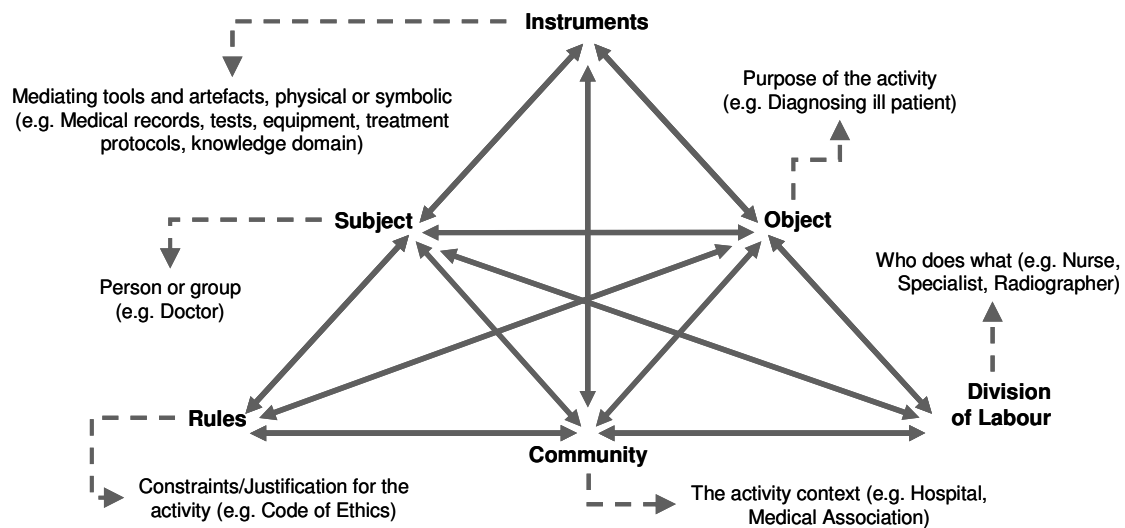 Instruments
Mediating tools and artefacts, physical or symbolic
(e.g. Medical records, tests, equipment, treatment
protocols, knowledge domain)
Purpose of the activity
(e.g. Diagnosing ill patient)
Subject
Object
Person or group
(e.g. Doctor)
Who does what (e.g. Nurse,
Specialist, Radiographer)
Rules
Division
of Labour
Community
Constraints/Justification for the
activity (e.g. Code of Ethics)
The activity context (e.g. Hospital,
Medical Association)